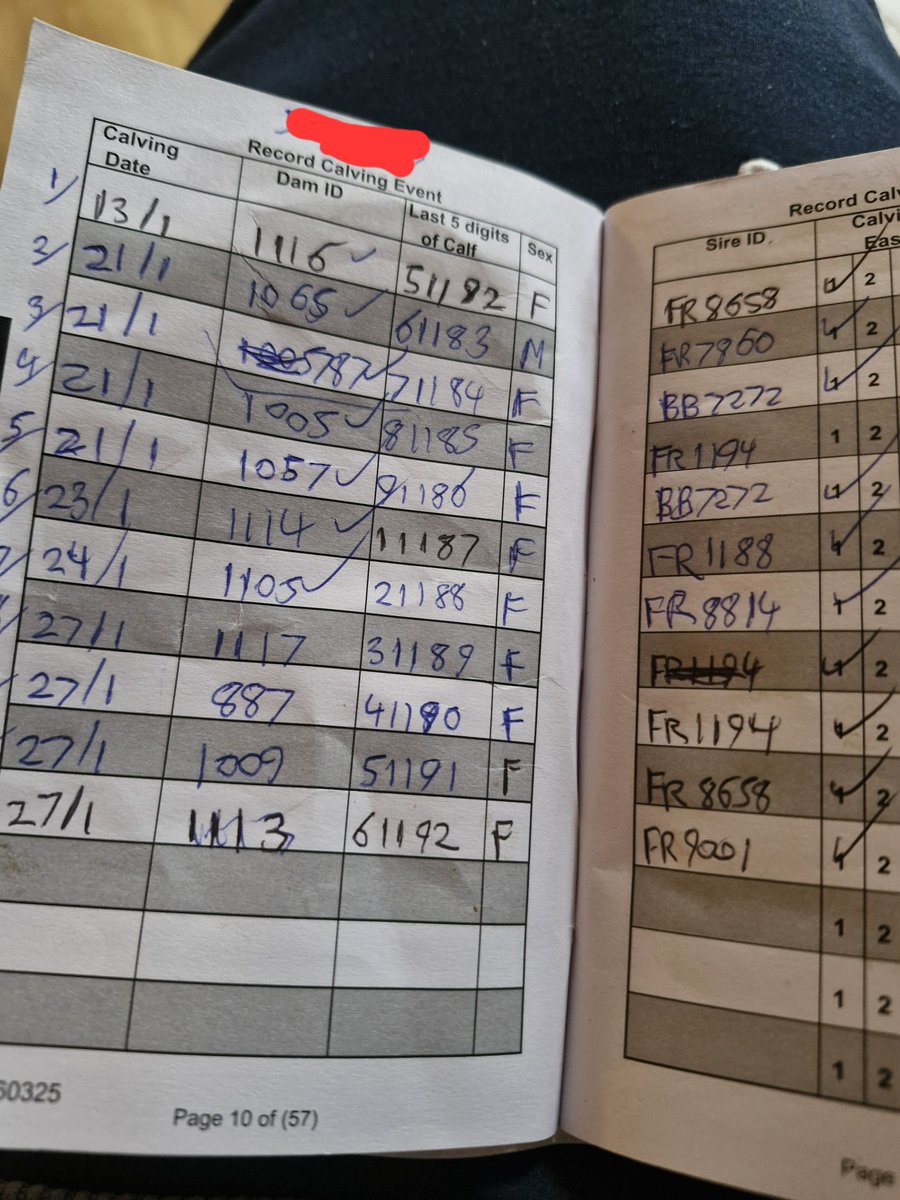 Record Calving Event
Calving Date Dam ID Last 5 digits of Calf Sex
1 13/1 1116 ✓ 51182 F
2 21/1 1065 ✓ 61183 M
3 21/1 787 ✓ 71184 F
4 21/1 1005 ✓ 81185 F
5 21/1 1057 ✓ 91186 F
6 23/1 1114 ✓ 11187 F
24/1 1105 ✓ 21188 F
27/1 1117 31189 F
27/1 887 41190 F
27/1 1009 51191 F
27/1 1113 61192 F
60325
Page 10 of (57)
Record Calv
Sire ID Calvi
Eas
FR8658 1 ✓ 2
FR7960 1 ✓ 2
BB7272 1 ✓ 2
FR1194 1 2
BB7272 1 ✓ 2
FR1188 1 ✓ 2
FR8814 1 ✓ 2
FR1194 1 ✓ 2
FR1194 1 ✓ 2
FR8658 1 ✓ 2
FR9001 1 ✓ 2
1 2
1 2
1 2
Page